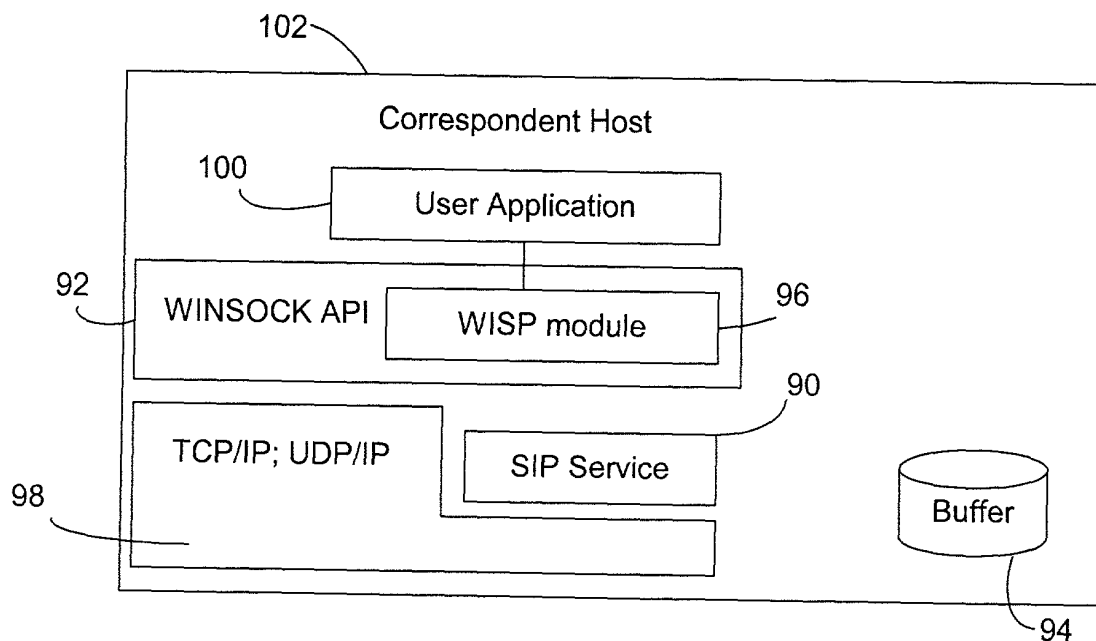 102
Correspondent Host
100
User Application
92
WINSOCK API
WISP module
96
90
TCP/IP; UDP/IP
SIP Service
98
Buffer
94